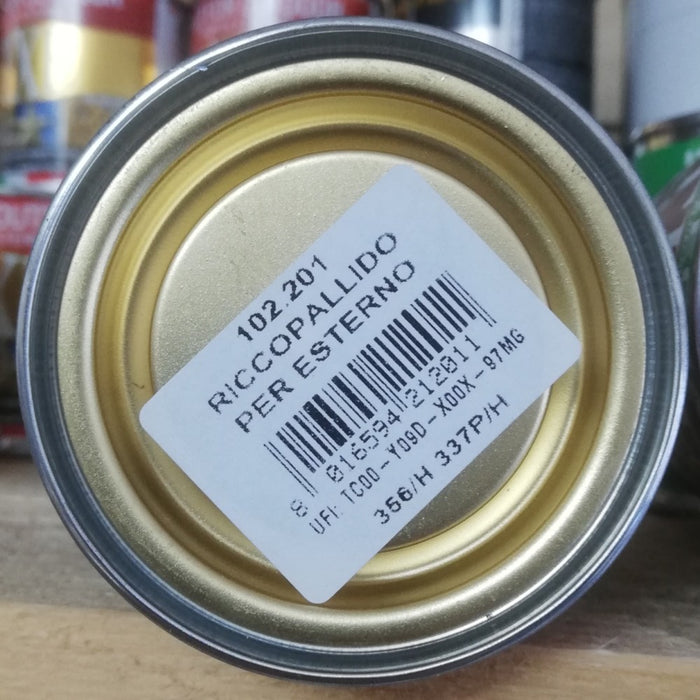 102.201
RICCOPALLIDO
PER ESTERNO
8 016594 212011
UFI: TC00-Y09D-X00X-97MG
356/H 337P/H